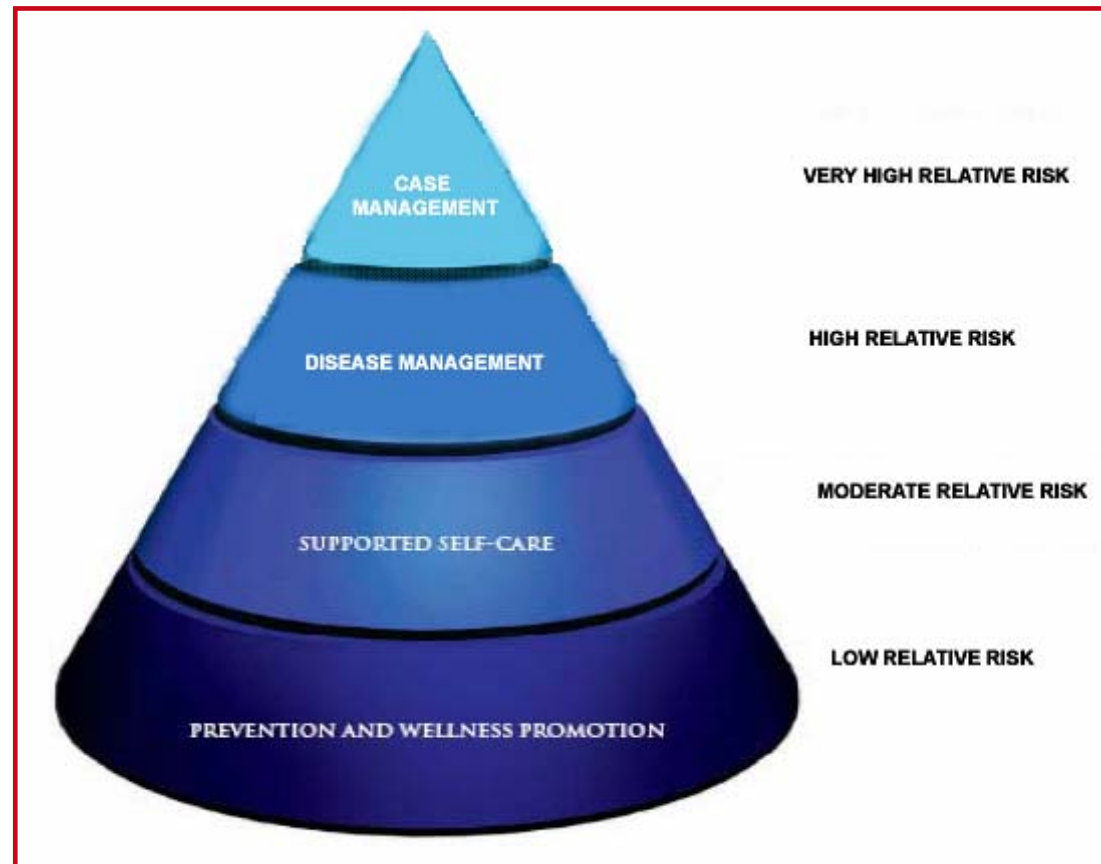 CASE
MANAGEMENT
VERY HIGH RELATIVE RISK
DISEASE MANAGEMENT
HIGH RELATIVE RISK
SUPPORTED SELF-CARE
MODERATE RELATIVE RISK
PREVENTION AND WELLNESS PROMOTION
LOW RELATIVE RISK